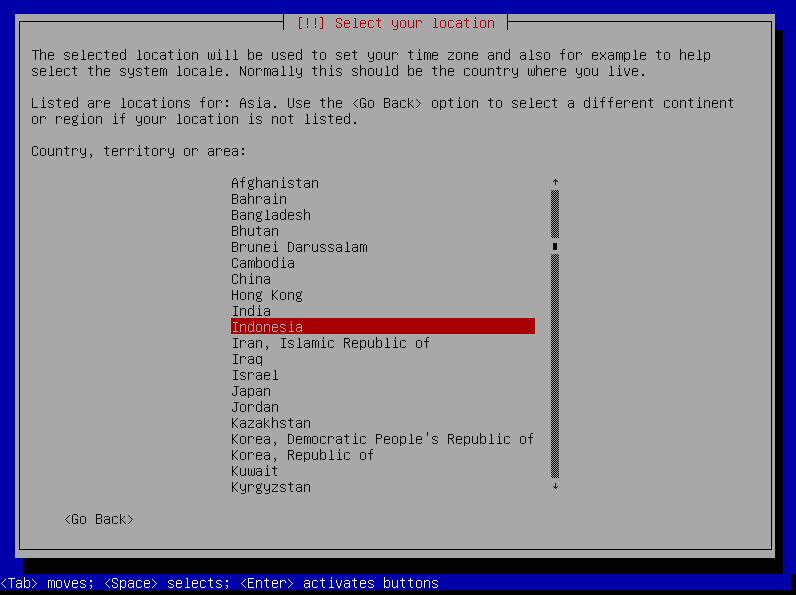 [!!] Select your location
The selected location will be used to set your time zone and also for example to help
select the system locale. Normally this should be the country where you live.
Listed are locations for: Asia. Use the <Go Back> option to select a different continent
or region if your location is not listed.
Country, territory or area:
Afghanistan
Bahrain
Bangladesh
Bhutan
Brunei Darussalam
Cambodia
China
Hong Kong
India
Indonesia
Iran, Islamic Republic of
Iraq
Israel
Japan
Jordan
Kazakhstan
Korea, Democratic People's Republic of
Korea, Republic of
Kuwait
Kyrgyzstan
<Go Back>
<Tab> moves; <Space> selects; <Enter> activates buttons